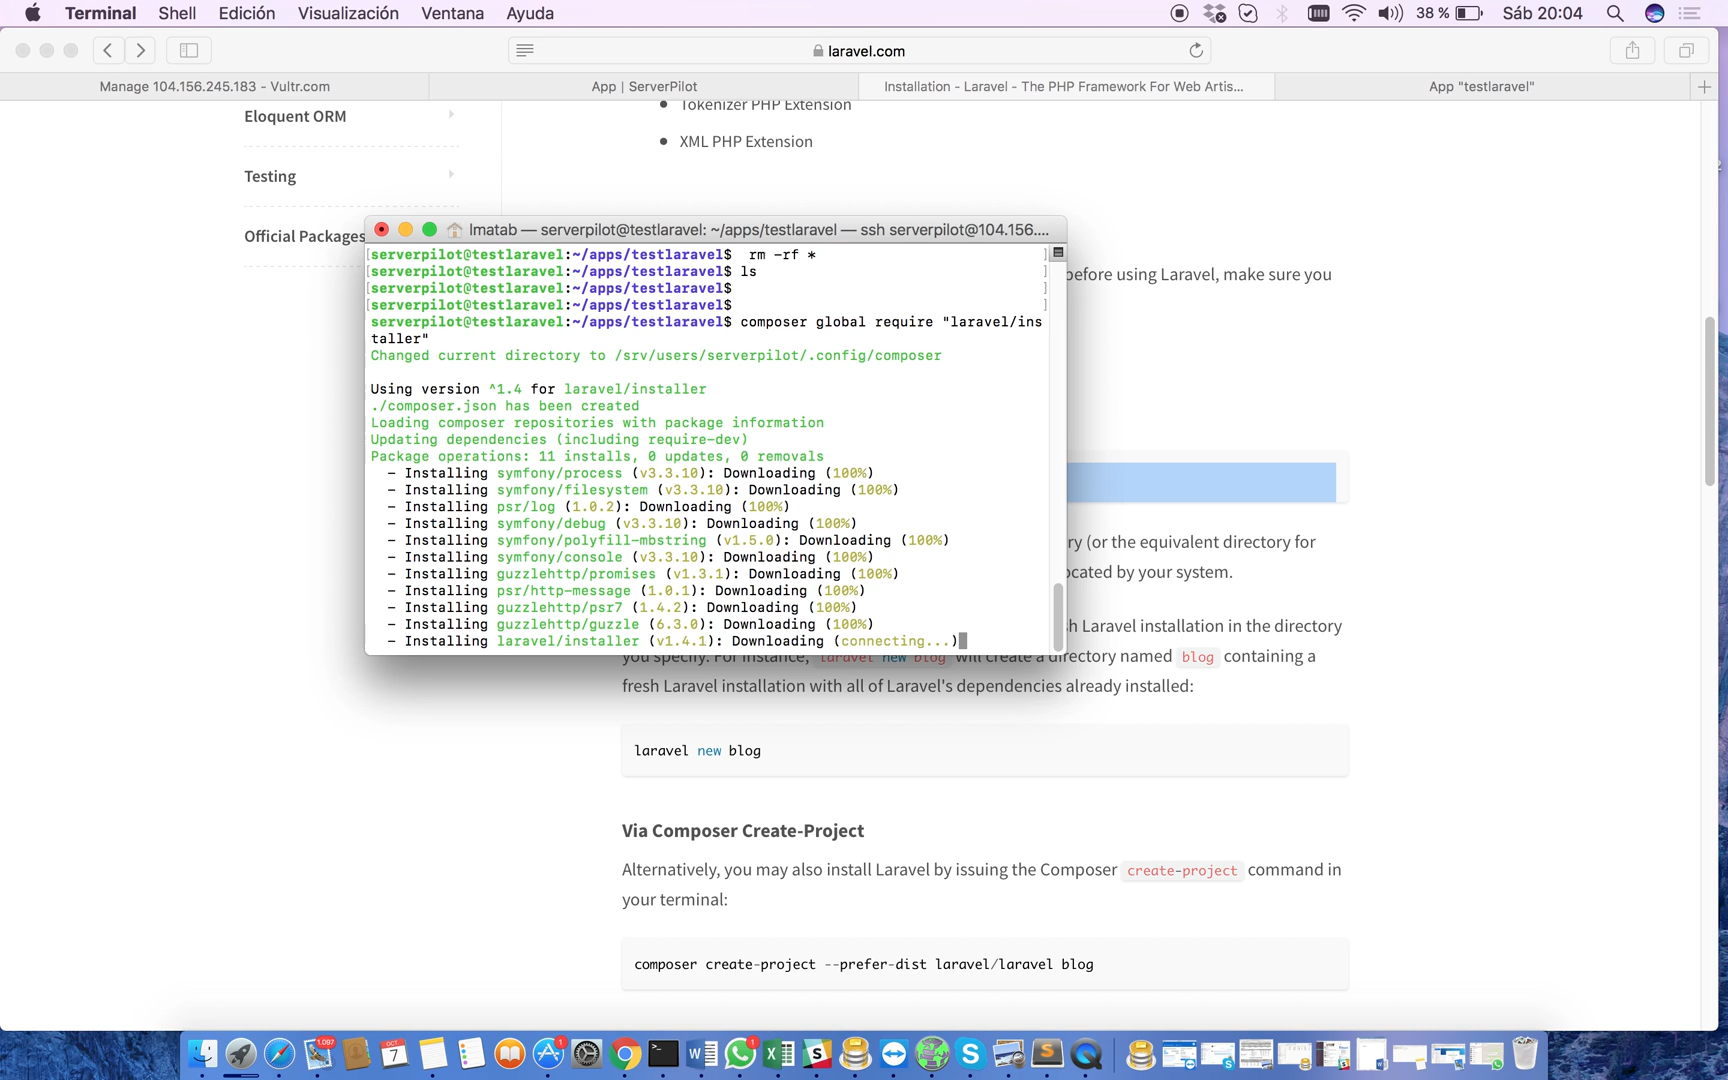 Terminal Shell Edición Visualización Ventana Ayuda 38 % Sáb 20:04
laravel.com
Manage 104.156.245.183 - Vultr.com
App | ServerPilot
Installation - Laravel - The PHP Framework For Web Artis...
App "testlaravel"
Eloquent ORM
Testing
Official Packages
Tokenizer PHP Extension
XML PHP Extension
lmatab — serverpilot@testlaravel: ~/apps/testlaravel — ssh serverpilot@104.156....
[serverpilot@testlaravel:~/apps/testlaravel$  rm -rf * ]
[serverpilot@testlaravel:~/apps/testlaravel$ ls ]
[serverpilot@testlaravel:~/apps/testlaravel$ ]
[serverpilot@testlaravel:~/apps/testlaravel$ ]
serverpilot@testlaravel:~/apps/testlaravel$ composer global require "laravel/ins
taller"
Changed current directory to /srv/users/serverpilot/.config/composer
Using version ^1.4 for laravel/installer
./composer.json has been created
Loading composer repositories with package information
Updating dependencies (including require-dev)
Package operations: 11 installs, 0 updates, 0 removals
- Installing symfony/process (v3.3.10): Downloading (100%)
- Installing symfony/filesystem (v3.3.10): Downloading (100%)
- Installing psr/log (1.0.2): Downloading (100%)
- Installing symfony/debug (v3.3.10): Downloading (100%)
- Installing symfony/polyfill-mbstring (v1.5.0): Downloading (100%)
- Installing symfony/console (v3.3.10): Downloading (100%)
- Installing guzzlehttp/promises (v1.3.1): Downloading (100%)
- Installing psr/http-message (1.0.1): Downloading (100%)
- Installing guzzlehttp/psr7 (1.4.2): Downloading (100%)
- Installing guzzlehttp/guzzle (6.3.0): Downloading (100%)
- Installing laravel/installer (v1.4.1): Downloading (connecting...)
before using Laravel, make sure you
ry (or the equivalent directory for
ocated by your system.
h Laravel installation in the directory
you specify. For instance, laravel new blog will create a directory named blog containing a
fresh Laravel installation with all of Laravel's dependencies already installed:
laravel new blog
Via Composer Create-Project
Alternatively, you may also install Laravel by issuing the Composer create-project command in
your terminal:
composer create-project --prefer-dist laravel/laravel blog
1.097
OCT
7
1
1